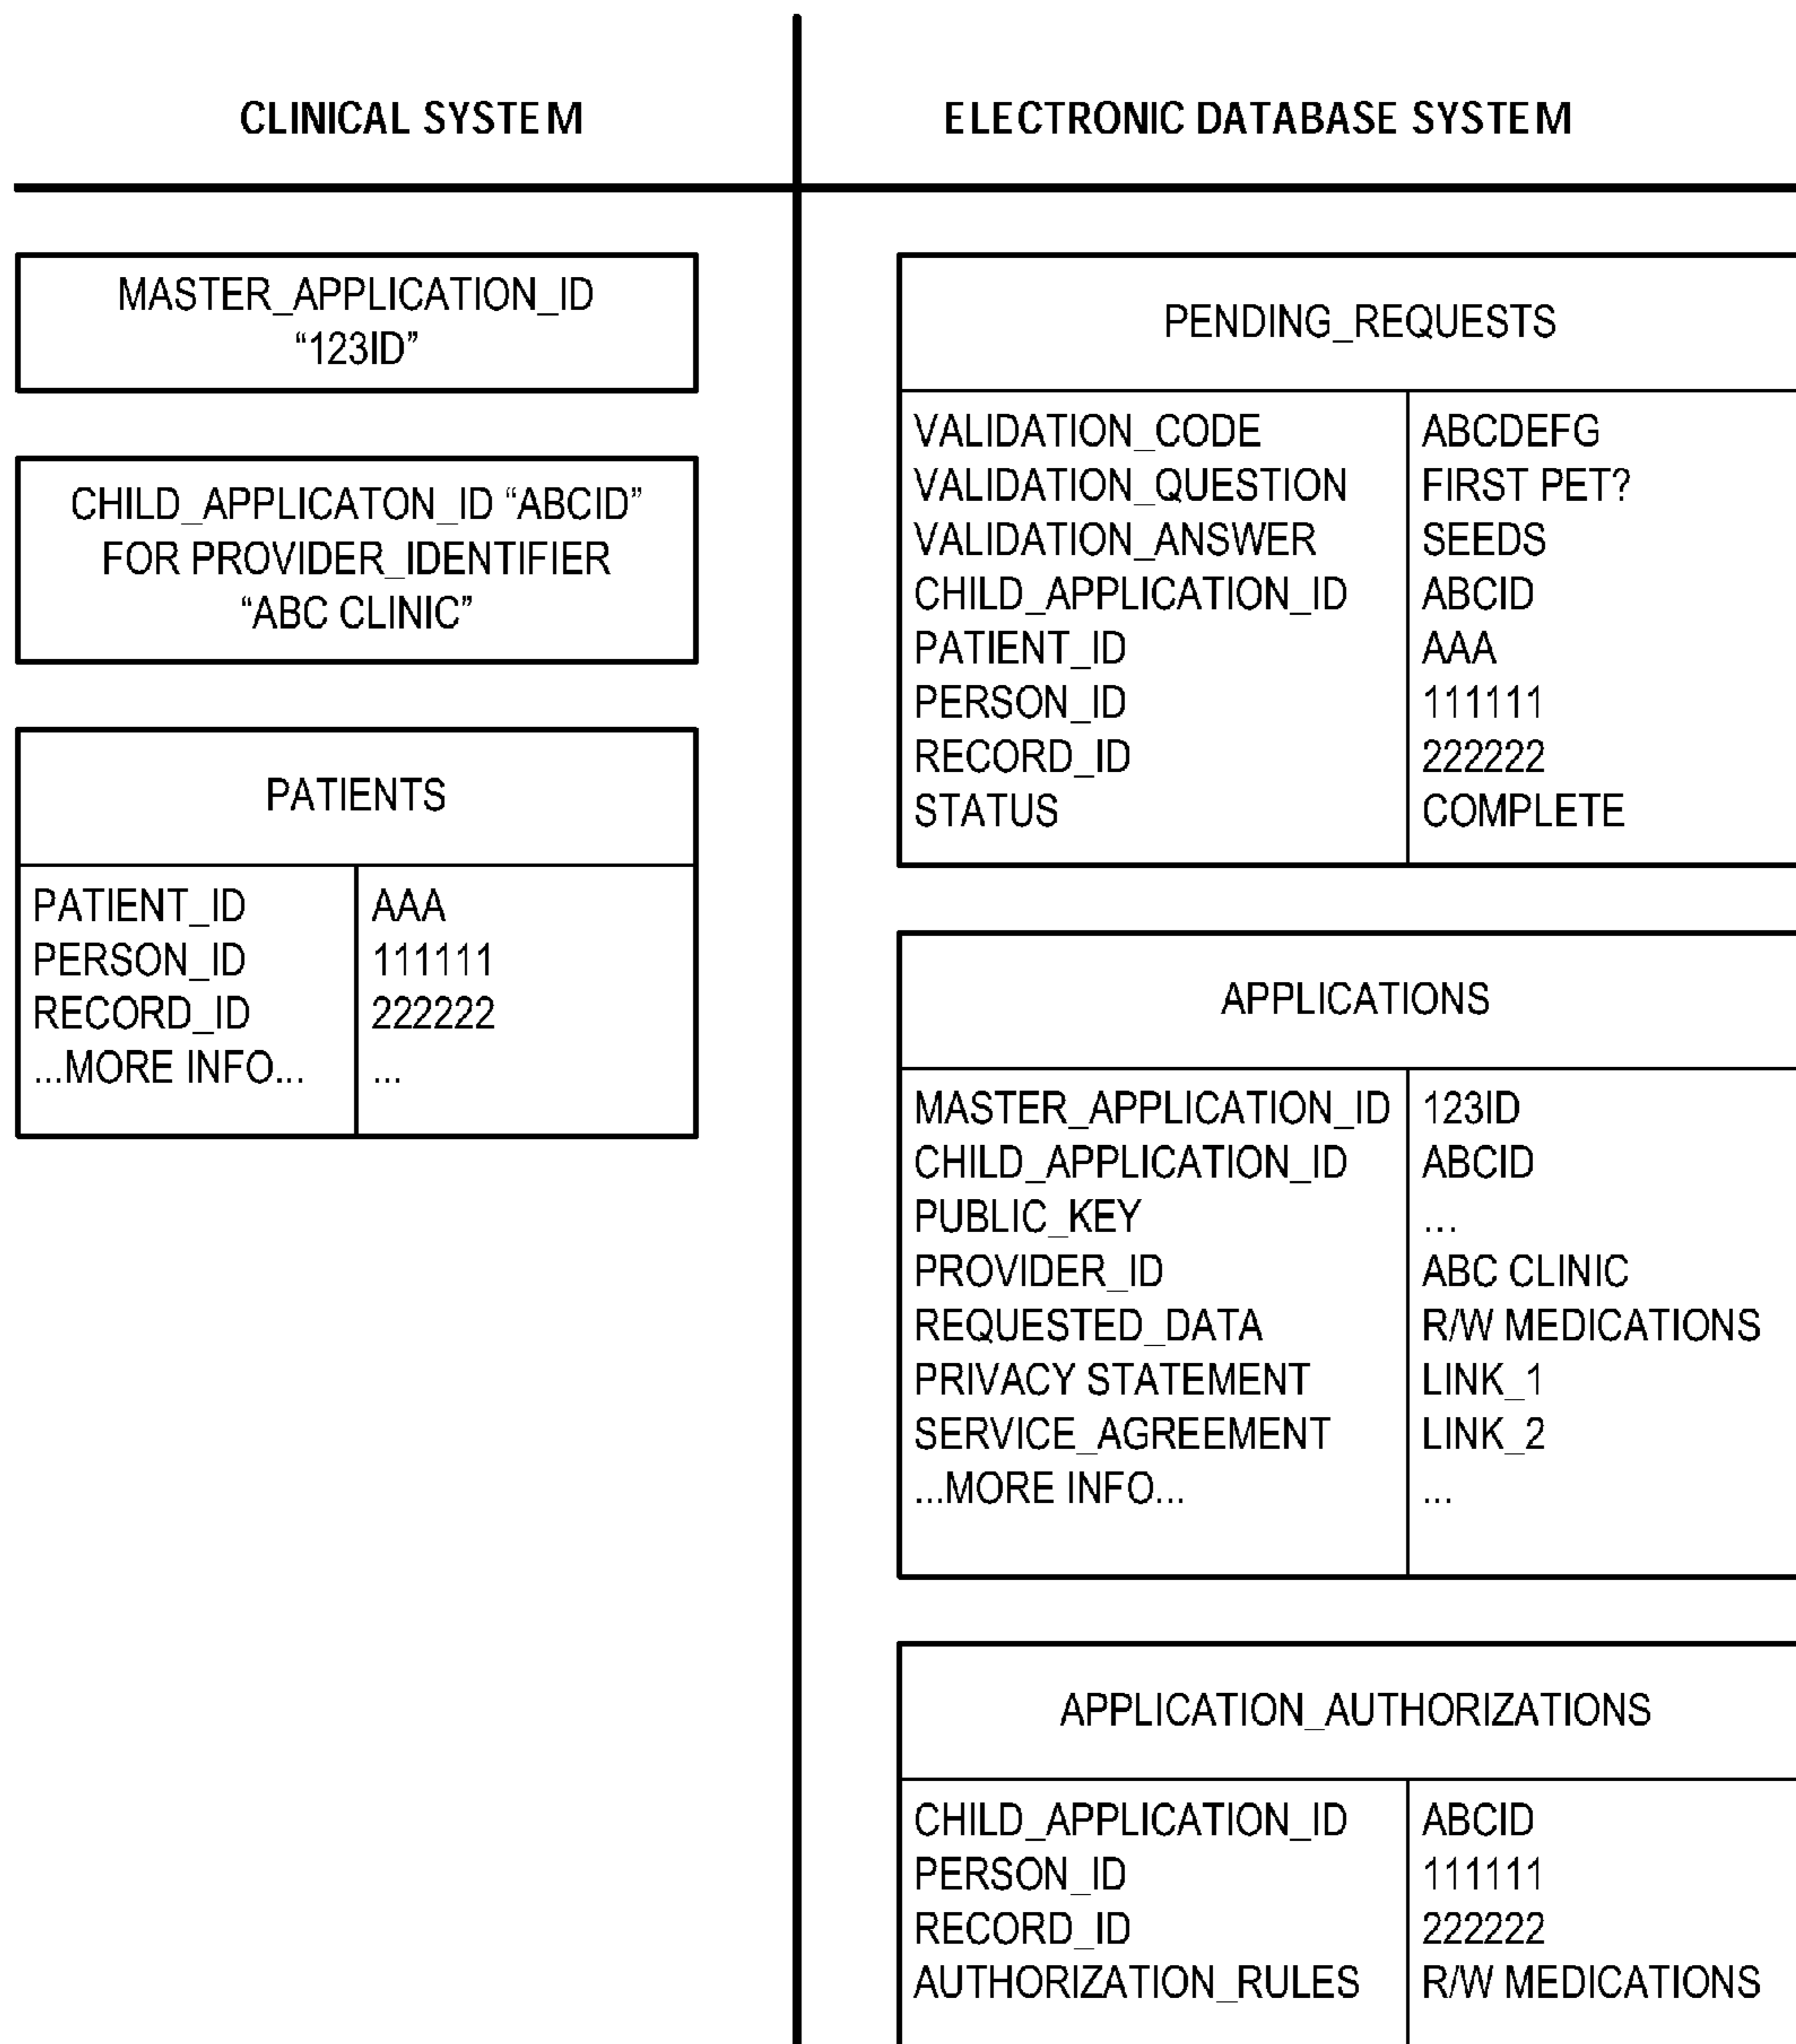 CLINICAL SYSTEM
MASTER_APPLICATION_ID
“123ID”
CHILD_APPLICATON_ID “ABCID”
FOR PROVIDER_IDENTIFIER
“ABC CLINIC”
PATIENTS
PATIENT_ID AAA
PERSON_ID 111111
RECORD_ID 222222
...MORE INFO... ...
ELECTRONIC DATABASE SYSTEM
PENDING_REQUESTS
VALIDATION_CODE ABCDEFG
VALIDATION_QUESTION FIRST PET?
VALIDATION_ANSWER SEEDS
CHILD_APPLICATION_ID ABCID
PATIENT_ID AAA
PERSON_ID 111111
RECORD_ID 222222
STATUS COMPLETE
APPLICATIONS
MASTER_APPLICATION_ID 123ID
CHILD_APPLICATION_ID ABCID
PUBLIC_KEY ...
PROVIDER_ID ABC CLINIC
REQUESTED_DATA R/W MEDICATIONS
PRIVACY STATEMENT LINK_1
SERVICE_AGREEMENT LINK_2
...MORE INFO... ...
APPLICATION_AUTHORIZATIONS
CHILD_APPLICATION_ID ABCID
PERSON_ID 111111
RECORD_ID 222222
AUTHORIZATION_RULES R/W MEDICATIONS